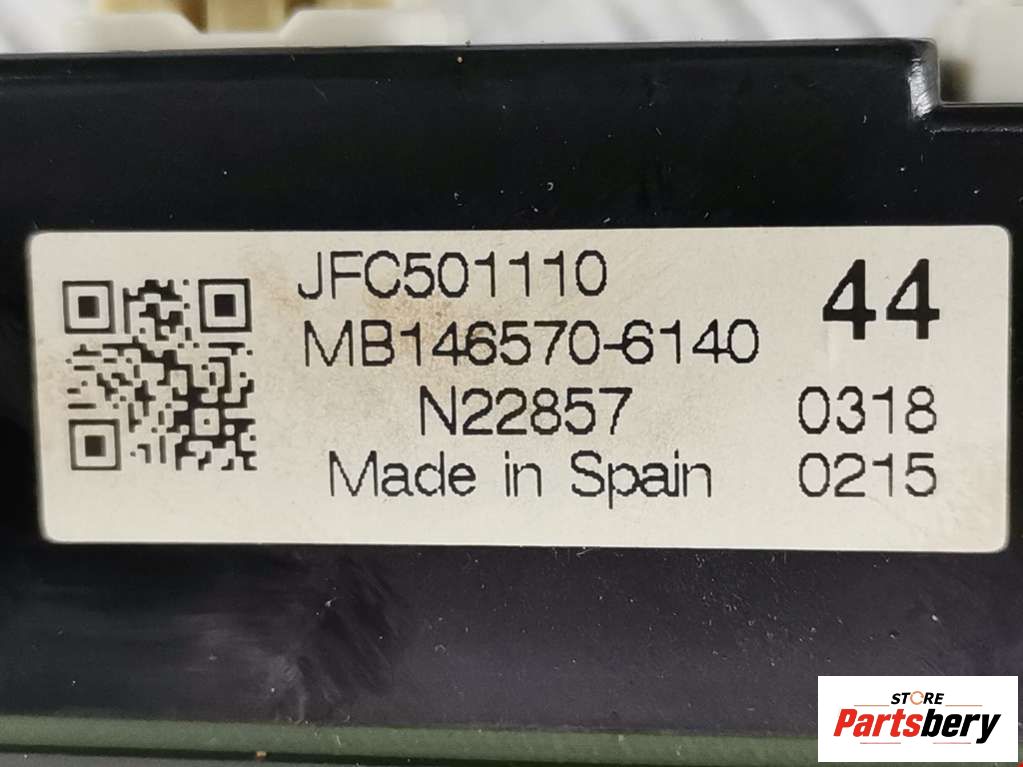 JFC501110
44
MB146570-6140
N22857
0318
Made in Spain
0215
STORE
Partsbery